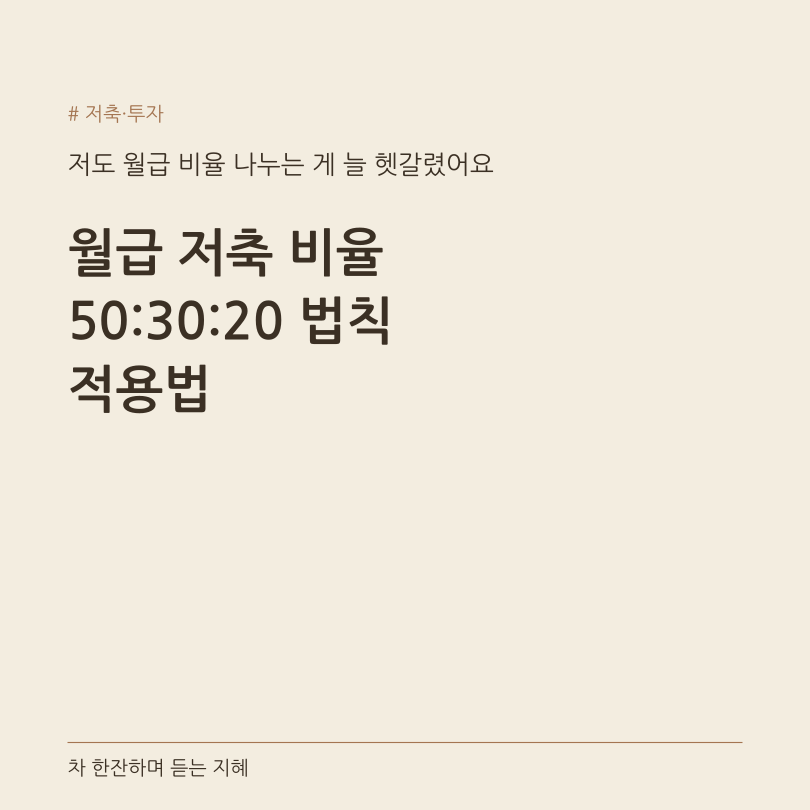 # 저축·투자
저도 월급 비율 나누는 게 늘 헷갈렸어요
월급 저축 비율
50:30:20 법칙
적용법
차 한잔하며 듣는 지혜